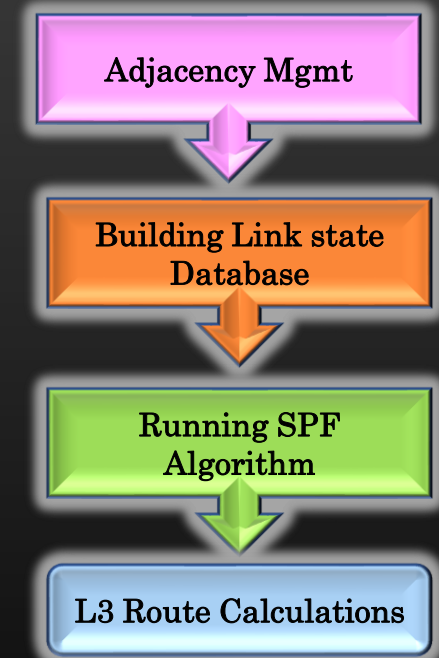 Adjacency Mgmt
Building Link state
Database
Running SPF
Algorithm
L3 Route Calculations